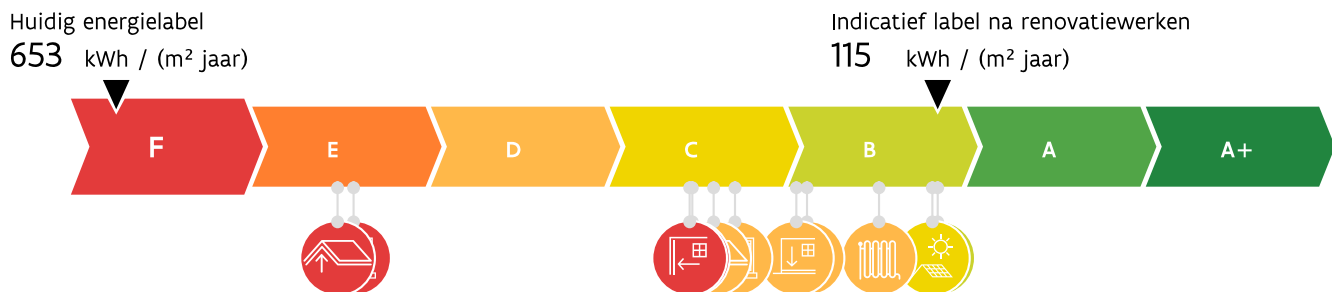 Huidig energielabel
653 kWh / (m² jaar)
Indicatief label na renovatiewerken
115 kWh / (m² jaar)
F E D C B A A+